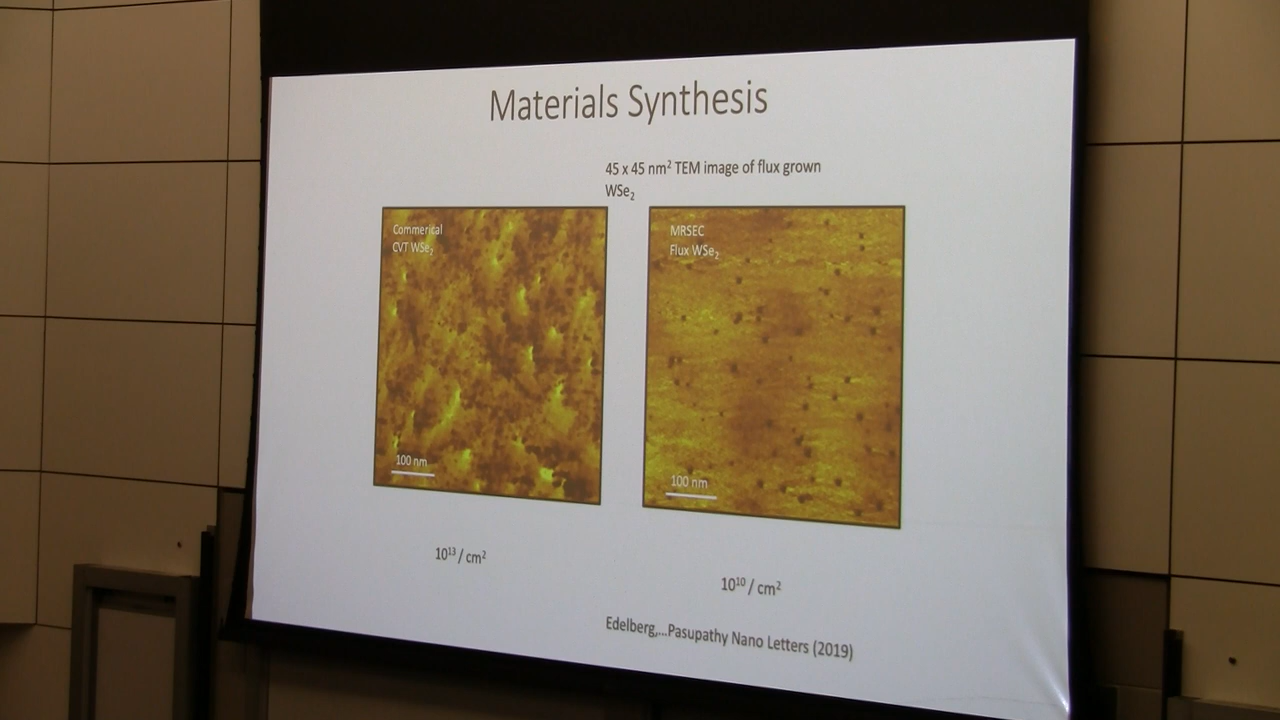 Materials Synthesis
45 x 45 nm² TEM image of flux grown
WSe₂
Commerical
CVT WSe₂
MRSEC
Flux WSe₂
100 nm
100 nm
10¹³ / cm²
10¹⁰ / cm²
Edelberg,...Pasupathy Nano Letters (2019)